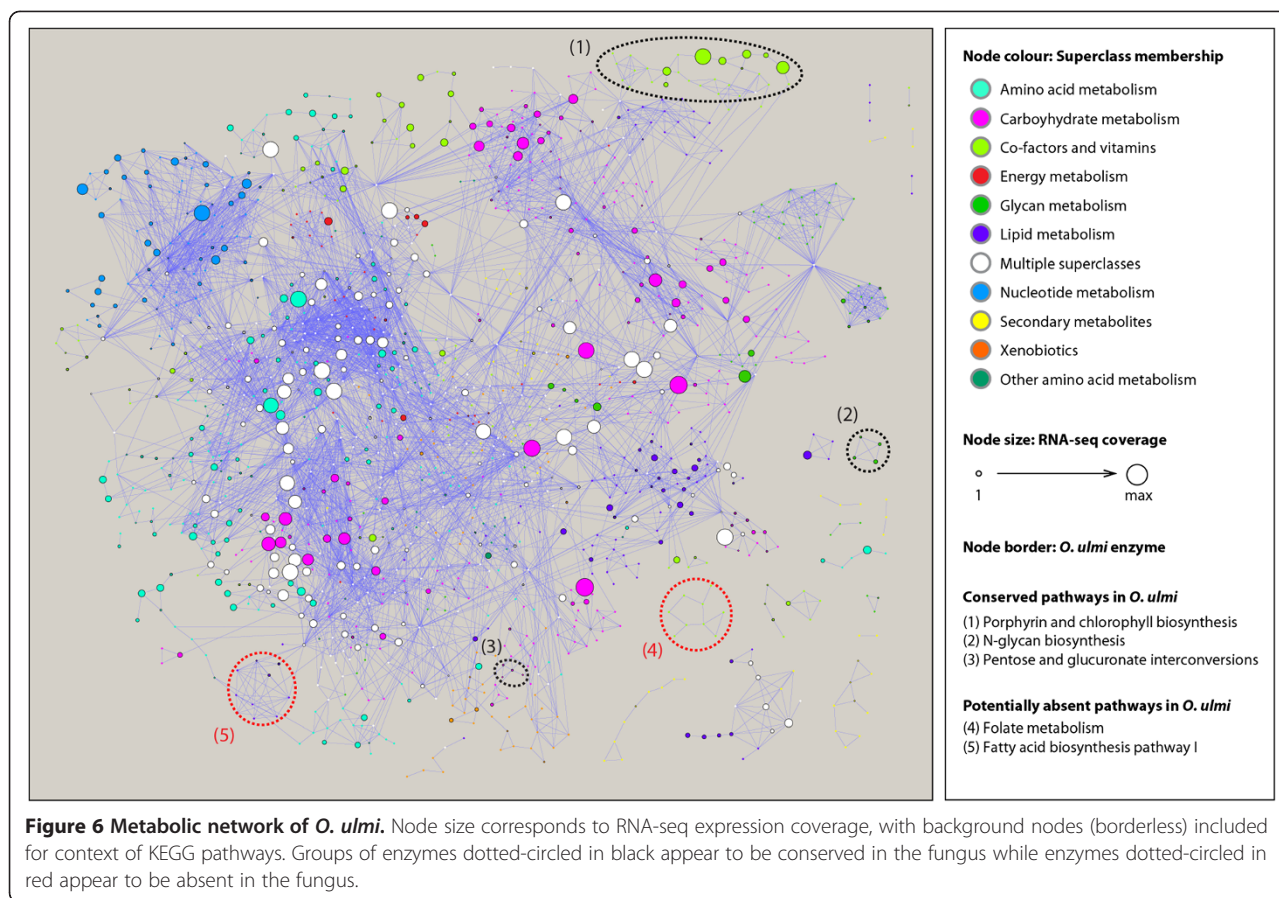 (1)
(2)
(3)
(4)
(5)
Node colour: Superclass membership
Amino acid metabolism
Carboyhydrate metabolism
Co-factors and vitamins
Energy metabolism
Glycan metabolism
Lipid metabolism
Multiple superclasses
Nucleotide metabolism
Secondary metabolites
Xenobiotics
Other amino acid metabolism
Node size: RNA-seq coverage
1 max
Node border: O. ulmi enzyme
Conserved pathways in O. ulmi
(1) Porphyrin and chlorophyll biosynthesis
(2) N-glycan biosynthesis
(3) Pentose and glucuronate interconversions
Potentially absent pathways in O. ulmi
(4) Folate metabolism
(5) Fatty acid biosynthesis pathway I
Figure 6 Metabolic network of O. ulmi. Node size corresponds to RNA-seq expression coverage, with background nodes (borderless) included
for context of KEGG pathways. Groups of enzymes dotted-circled in black appear to be conserved in the fungus while enzymes dotted-circled in
red appear to be absent in the fungus.